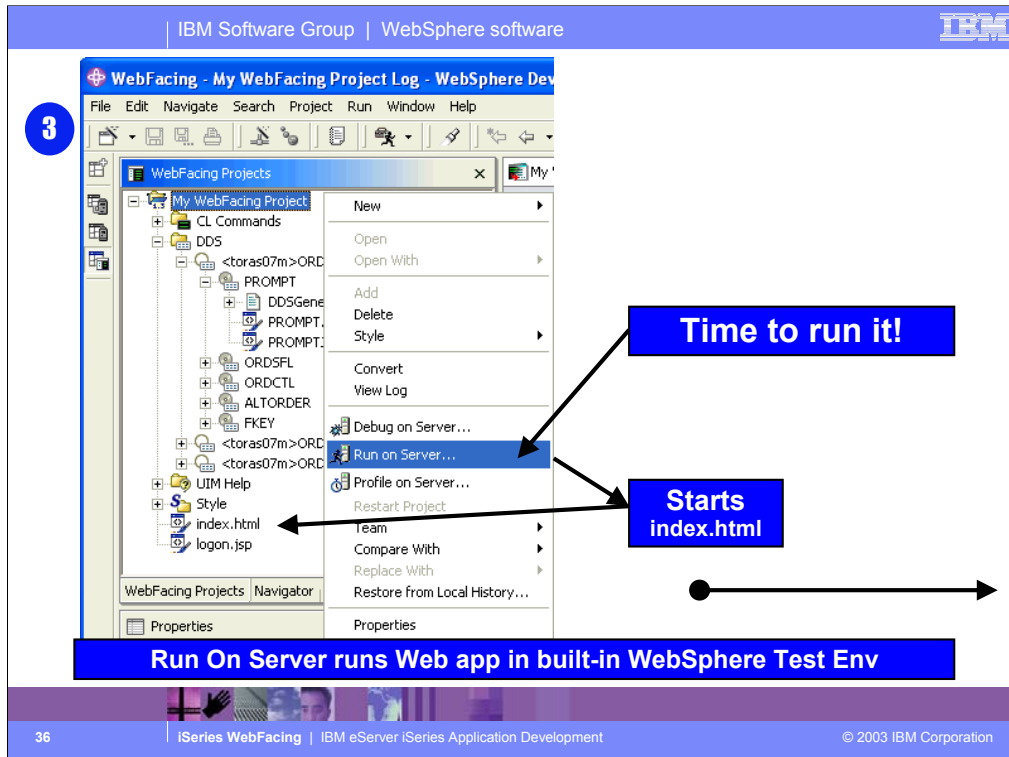 IBM Software Group | WebSphere software
IBM
3
WebFacing - My WebFacing Project Log - WebSphere Dev
File Edit Navigate Search Project Run Window Help
WebFacing Projects
My
My WebFacing Project
CL Commands
DDS
<toras07m>ORD
PROMPT
DDSGene
PROMPT.
PROMPTJ
ORDSFL
ORDCTL
ALTORDER
FKEY
<toras07m>ORD
<toras07m>ORD
UIM Help
Style
index.html
logon.jsp
WebFacing Projects Navigator
Properties
New
Open
Open With
Add
Delete
Style
Convert
View Log
Debug on Server...
Run on Server...
Profile on Server...
Restart Project
Team
Compare With
Replace With
Restore from Local History...
Properties
Time to run it!
Starts
index.html
Run On Server runs Web app in built-in WebSphere Test Env
36
iSeries WebFacing | IBM eServer iSeries Application Development
© 2003 IBM Corporation